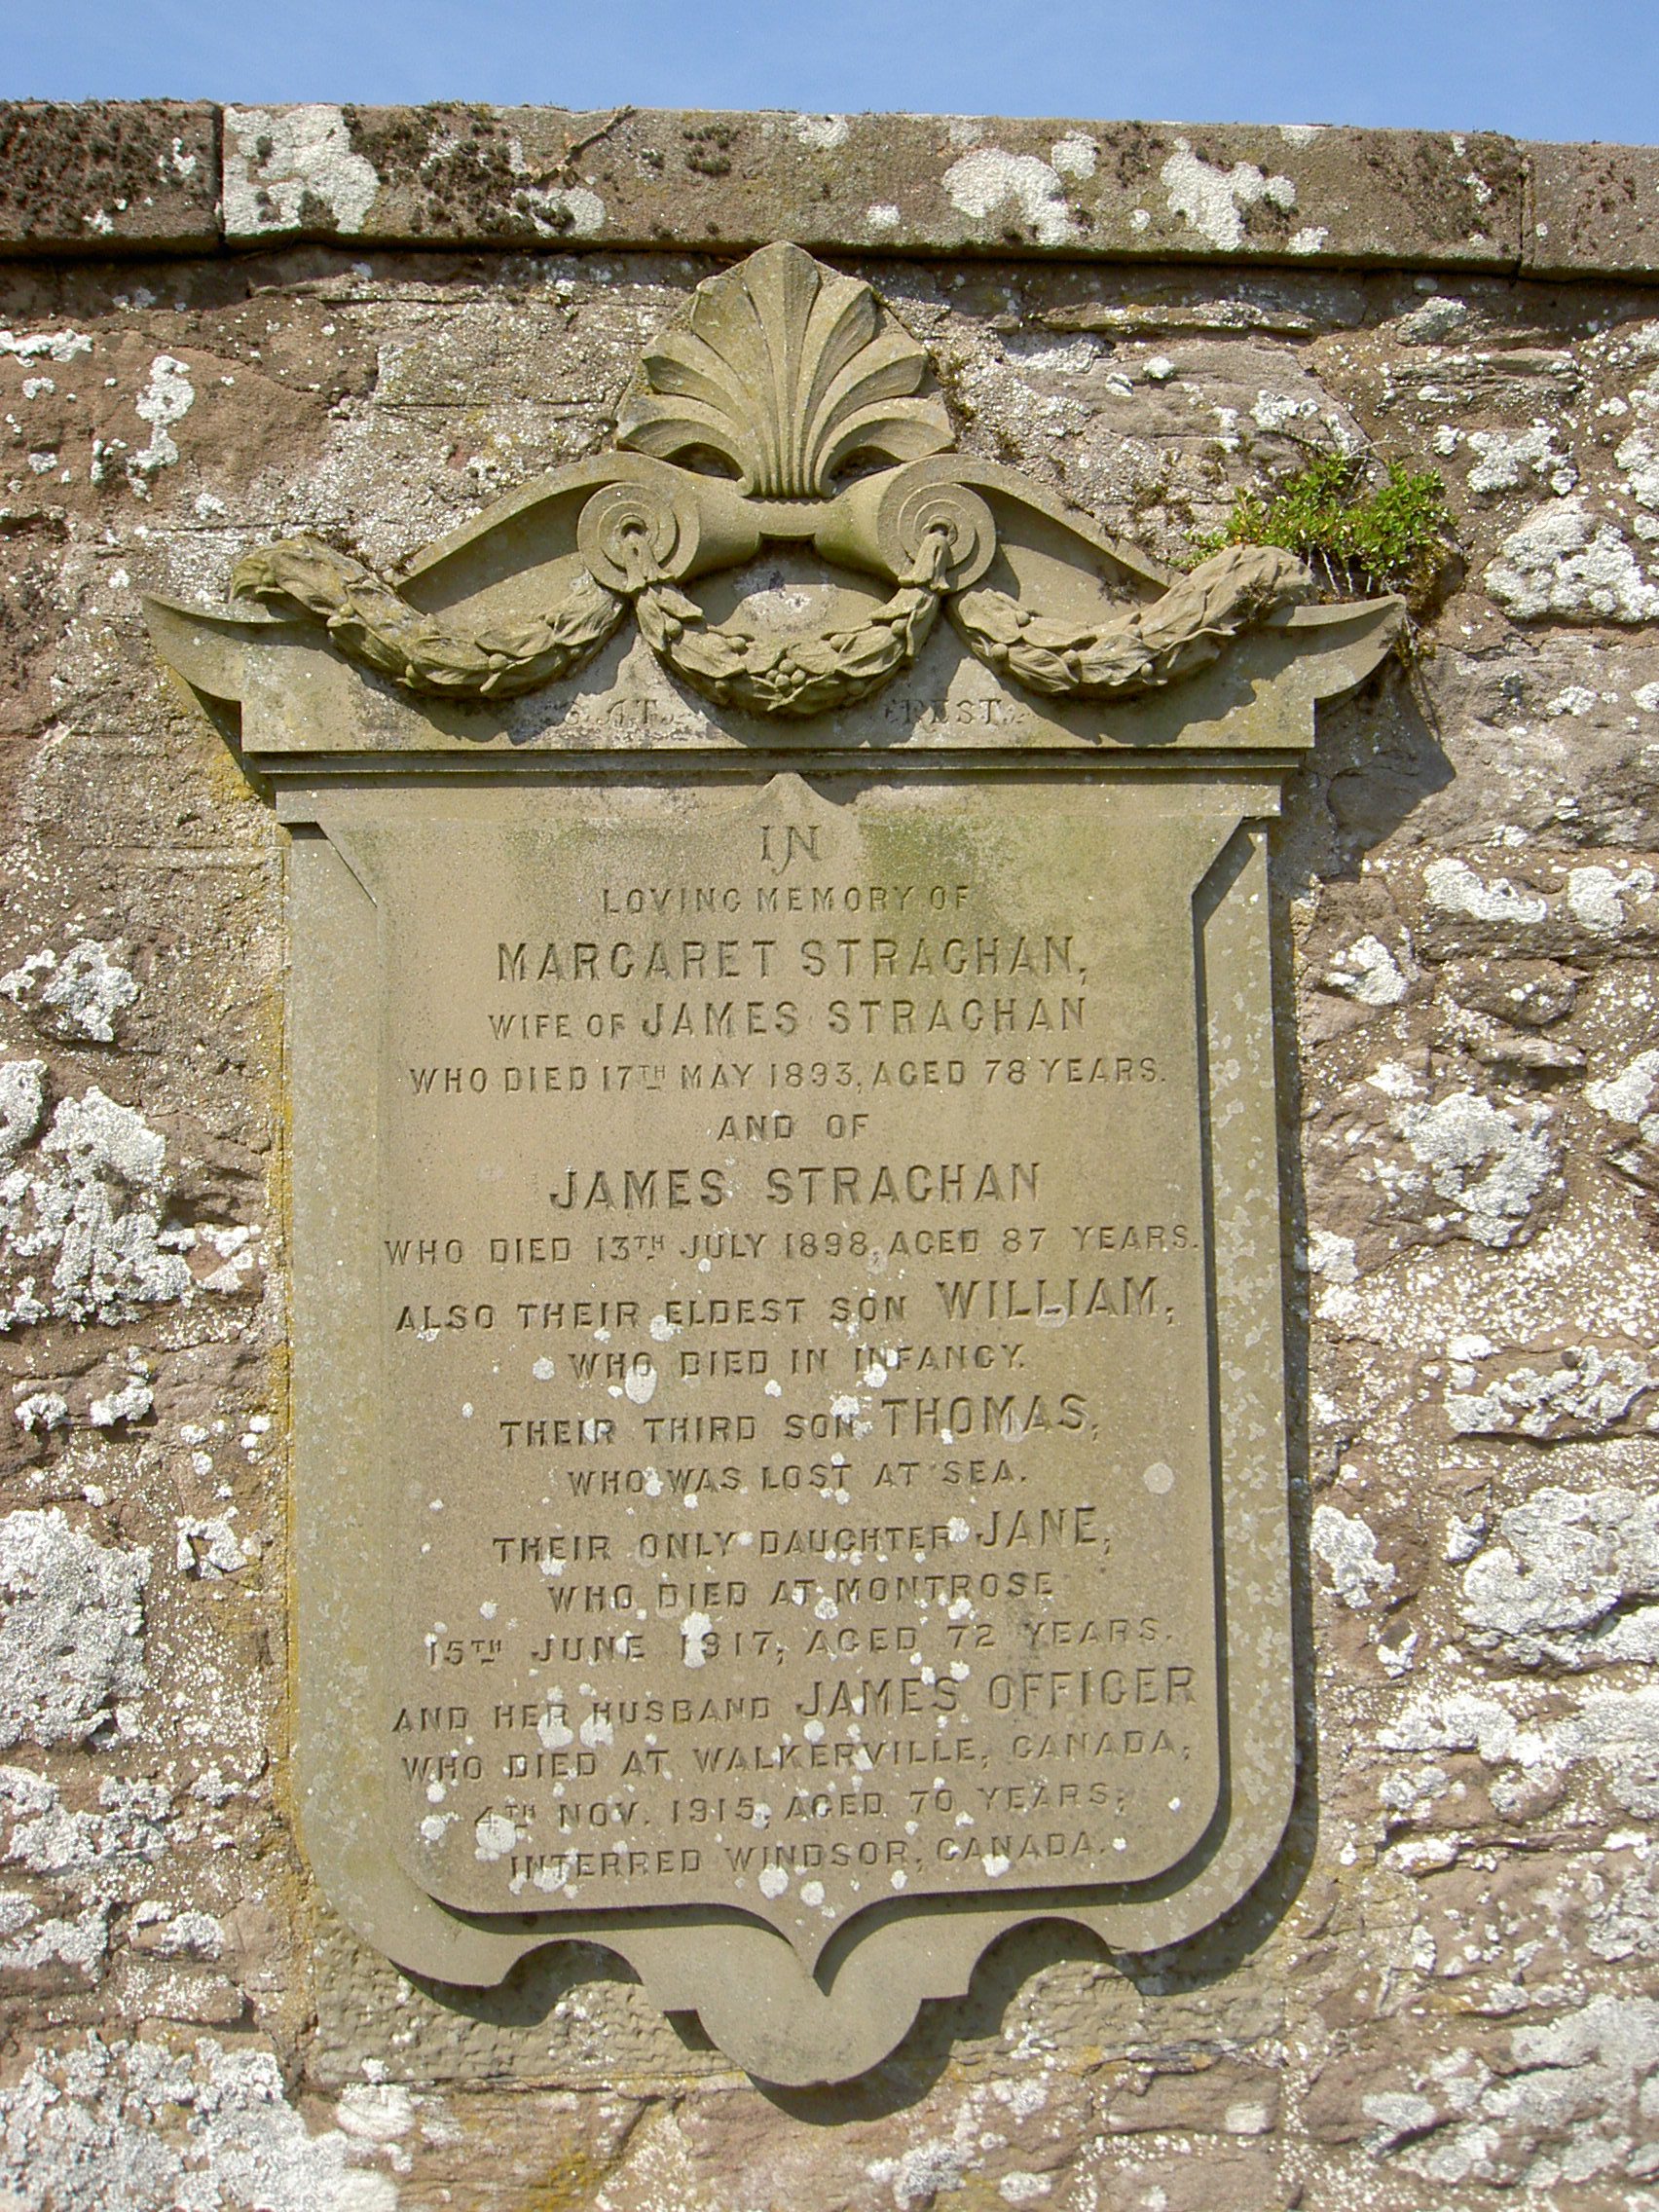 AT REST
IN
LOVING MEMORY OF
MARGARET STRACHAN,
WIFE OF JAMES STRACHAN
WHO DIED 17TH MAY 1893, AGED 78 YEARS.
AND OF
JAMES STRACHAN
WHO DIED 13TH JULY 1898, AGED 87 YEARS.
ALSO THEIR ELDEST SON WILLIAM,
WHO DIED IN INFANCY.
THEIR THIRD SON THOMAS,
WHO WAS LOST AT SEA.
THEIR ONLY DAUGHTER JANE,
WHO DIED AT MONTROSE
15TH JUNE 1917, AGED 72 YEARS.
AND HER HUSBAND JAMES OFFICER
WHO DIED AT WALKERVILLE, CANADA,
4TH NOV. 1915, AGED 70 YEARS;
INTERRED WINDSOR, CANADA.